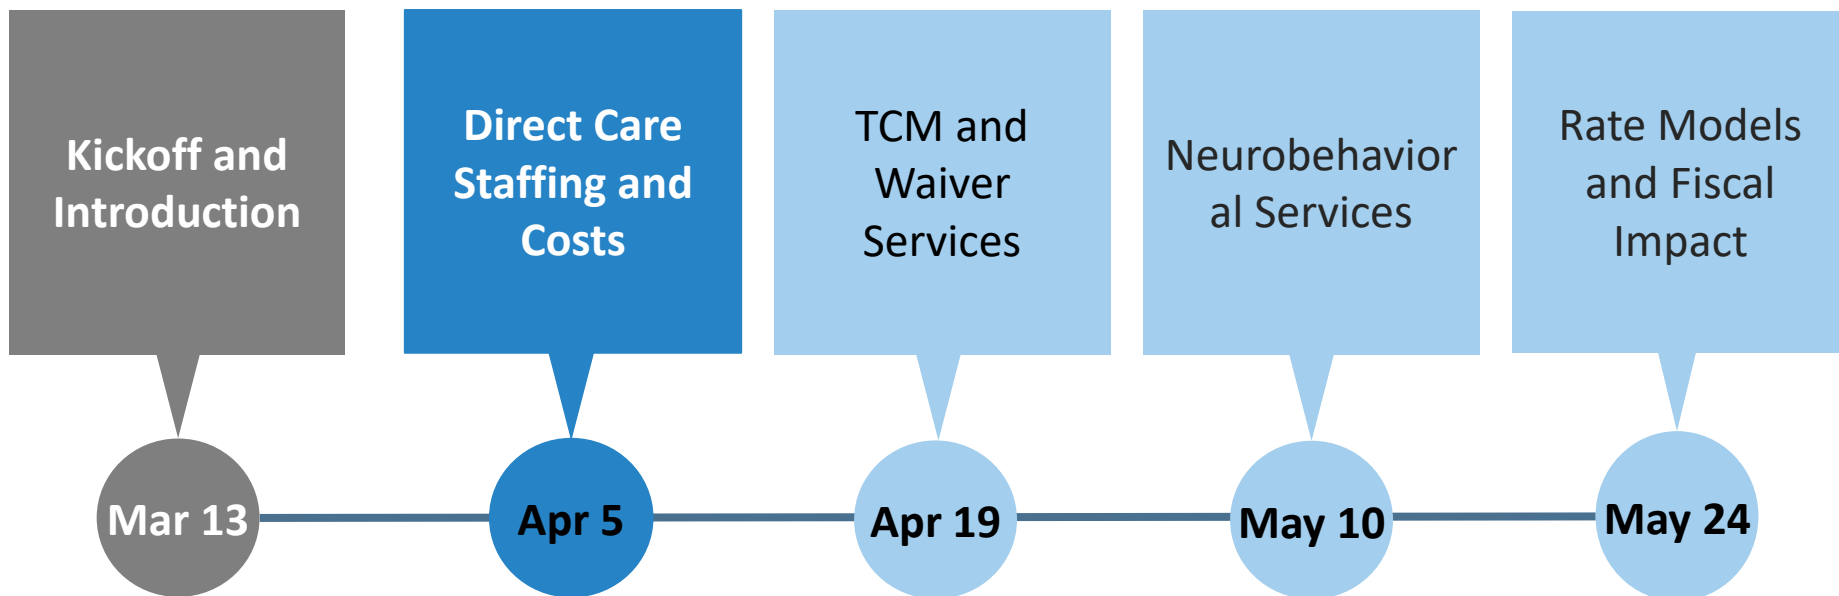 Kickoff and
Introduction
Direct Care
Staffing and
Costs
TCM and
Waiver
Services
Neurobehavior
al Services
Rate Models
and Fiscal
Impact
Mar 13
Apr 5
Apr 19
May 10
May 24